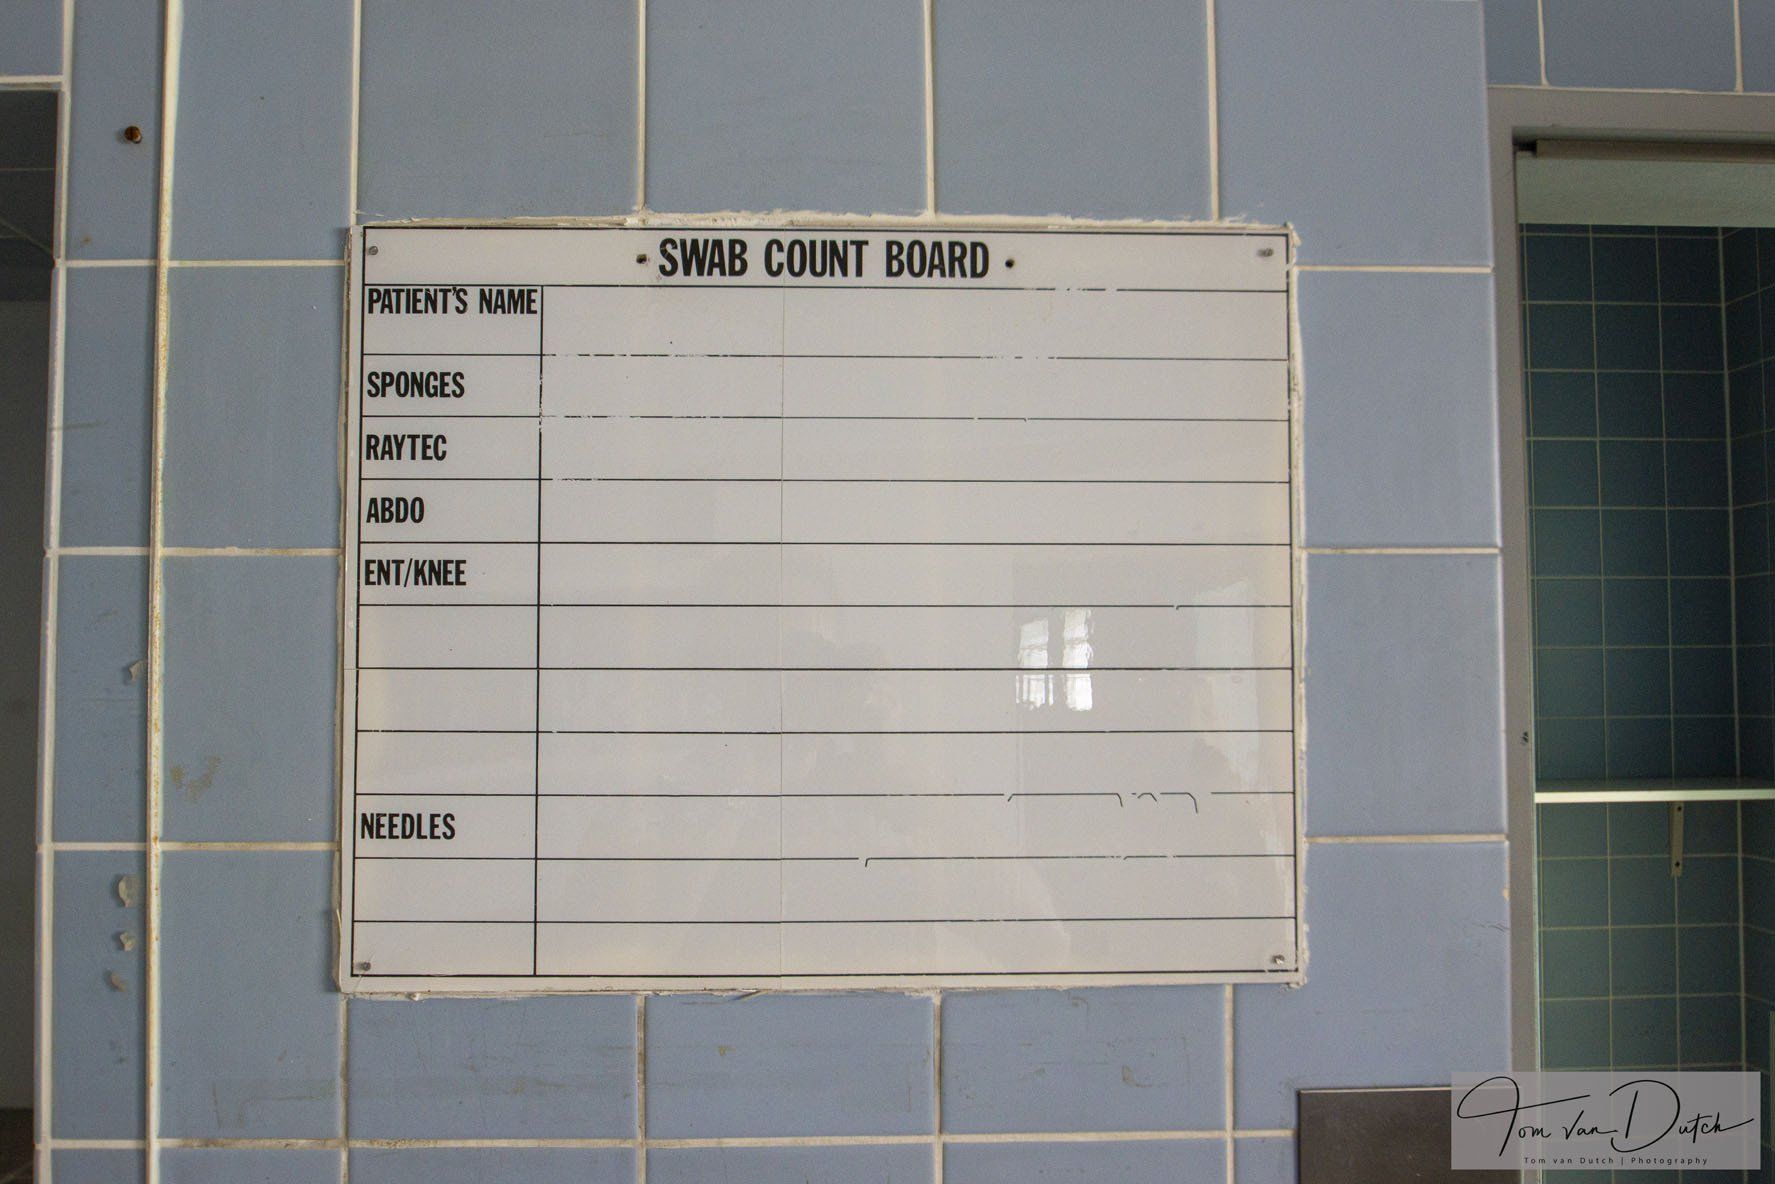 SWAB COUNT BOARD
PATIENT'S NAME
SPONGES
RAYTEC
ABDO
ENT/KNEE
NEEDLES
Tom van Dutch
Tom van Dutch | Photography